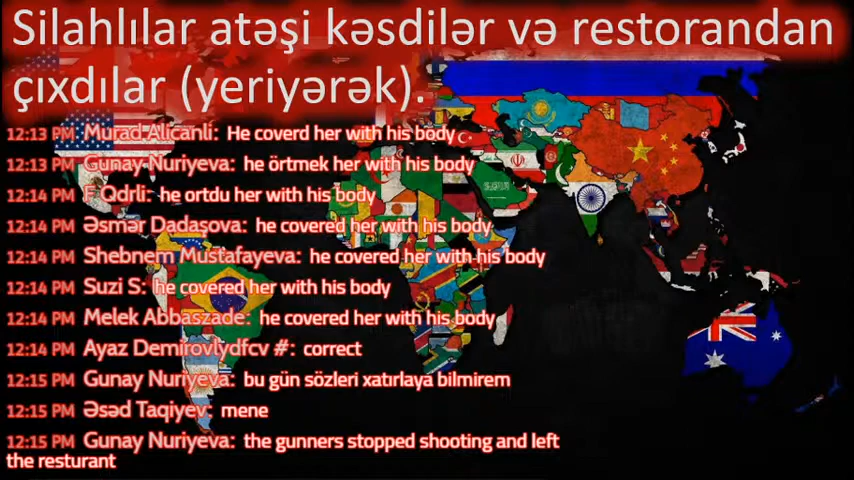 Silahlılar atəşi kəsdilər və restorandan
çıxdılar (yeriyərək).
12:13 PM Murad Alicanli: He coverd her with his body
12:13 PM Gunay Nuriyeva: he örtmek her with his body
12:14 PM F Qdrli: he ortdu her with his body
12:14 PM Əsmər Dadaşova: he covered her with his body
12:14 PM Shebnem Mustafayeva: he covered her with his body
12:14 PM Suzi S: he covered her with his body
12:14 PM Melek Abbaszade: he covered her with his body
12:14 PM Ayaz Demirovlydfcv #: correct
12:15 PM Gunay Nuriyeva: bu gün sözleri xatırlaya bilmirem
12:15 PM Əsəd Taqiyev: mene
12:15 PM Gunay Nuriyeva: the gunners stopped shooting and left
the resturant